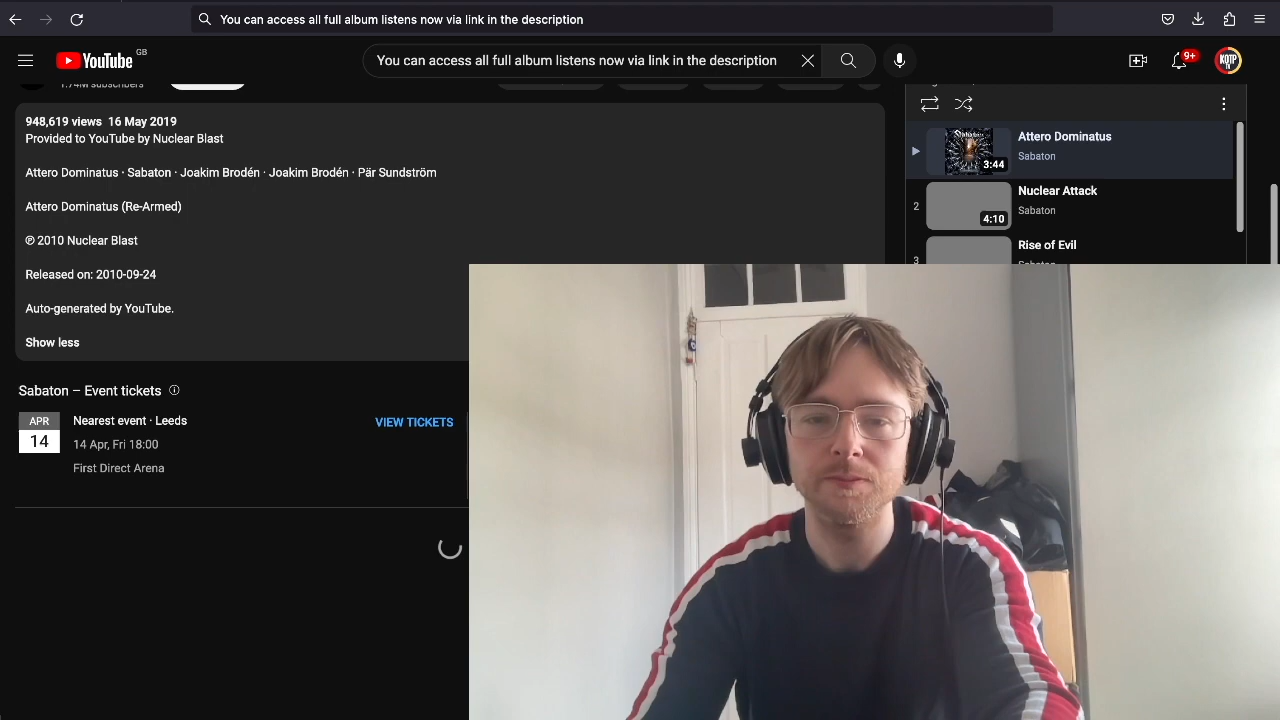 You can access all full album listens now via link in the description
YouTube GB
You can access all full album listens now via link in the description
9+
KOTP
1.74M subscribers
948,619 views 16 May 2019
Provided to YouTube by Nuclear Blast
Attero Dominatus · Sabaton · Joakim Brodén · Joakim Brodén · Pär Sundström
Attero Dominatus (Re-Armed)
℗ 2010 Nuclear Blast
Released on: 2010-09-24
Auto-generated by YouTube.
Show less
Sabaton – Event tickets
APR
14
Nearest event · Leeds
14 Apr, Fri 18:00
First Direct Arena
VIEW TICKETS
Attero Dominatus
Sabaton
3:44
2
Nuclear Attack
Sabaton
4:10
3
Rise of Evil
Sabaton